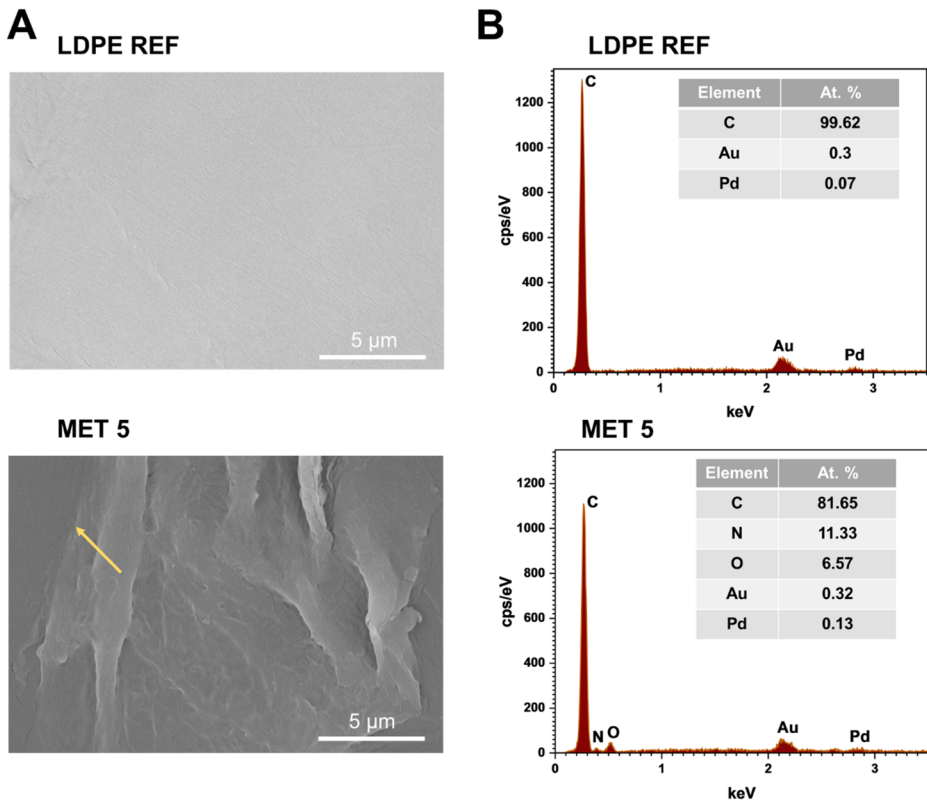 A
LDPE REF
5 µm
MET 5
5 µm
B
LDPE REF
1200
1000
800
600
400
200
0
cps/eV
C
Au
Pd
0
1
2
3
keV
Element At. %
C 99.62
Au 0.3
Pd 0.07
MET 5
1200
1000
800
600
400
200
0
cps/eV
C
N O
Au
Pd
0
1
2
3
keV
Element At. %
C 81.65
N 11.33
O 6.57
Au 0.32
Pd 0.13